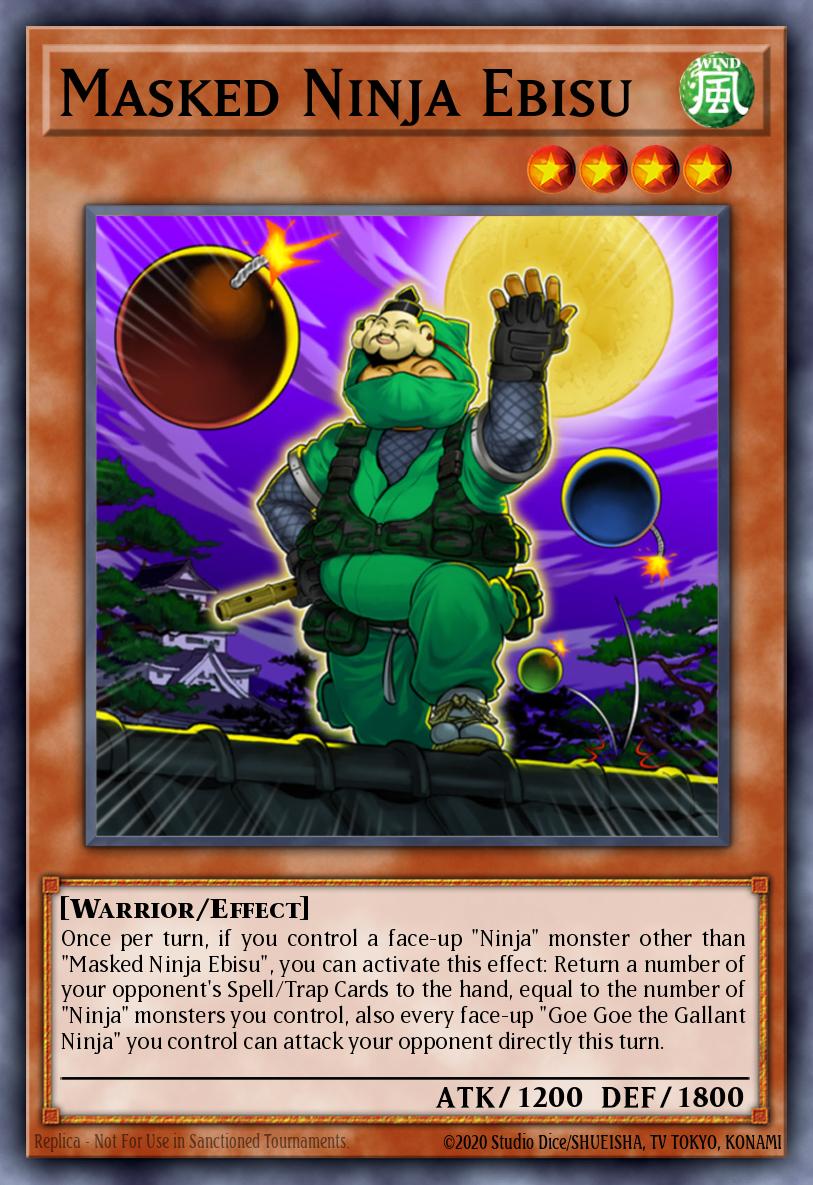 Masked Ninja Ebisu
WIND
風
[Warrior/Effect]
Once per turn, if you control a face-up "Ninja" monster other than
"Masked Ninja Ebisu", you can activate this effect: Return a number of
your opponent's Spell/Trap Cards to the hand, equal to the number of
"Ninja" monsters you control, also every face-up "Goe Goe the Gallant
Ninja" you control can attack your opponent directly this turn.
ATK/1200 DEF/1800
Replica - Not For Use in Sanctioned Tournaments.
©2020 Studio Dice/SHUEISHA, TV TOKYO, KONAMI